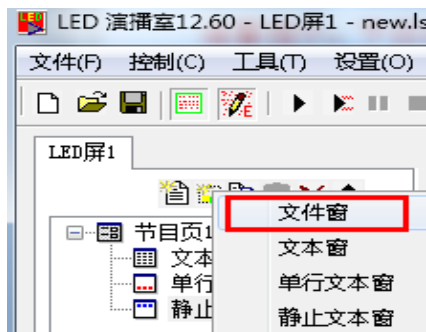 LED 演播室12.60 - LED屏1 - new.ls
文件(F) 控制(C) 工具(T) 设置(O)
LED屏1
文件窗
节目页1
文本窗
文本
单行文本窗
单行
静止文本窗
静止